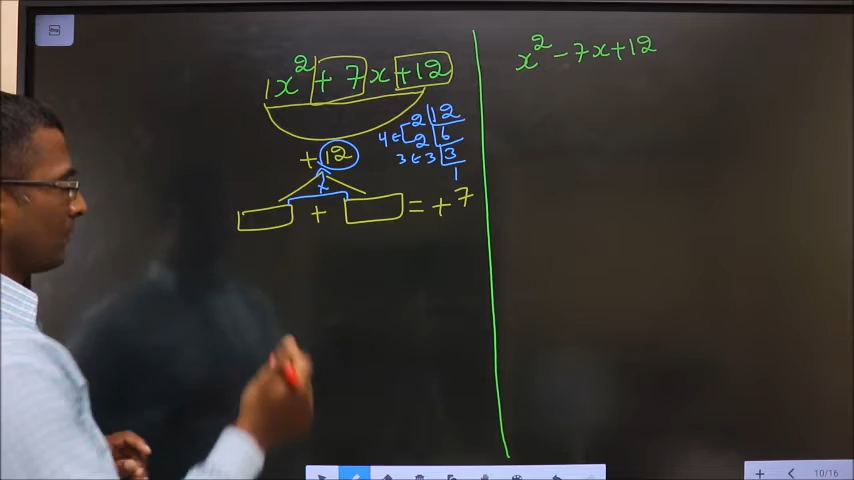 1x² + 7x + 12
2 | 12
4 ← 2 | 6
3 ← 3 | 3
1
+ 12
x
+ = + 7
x² - 7x + 12
10/16